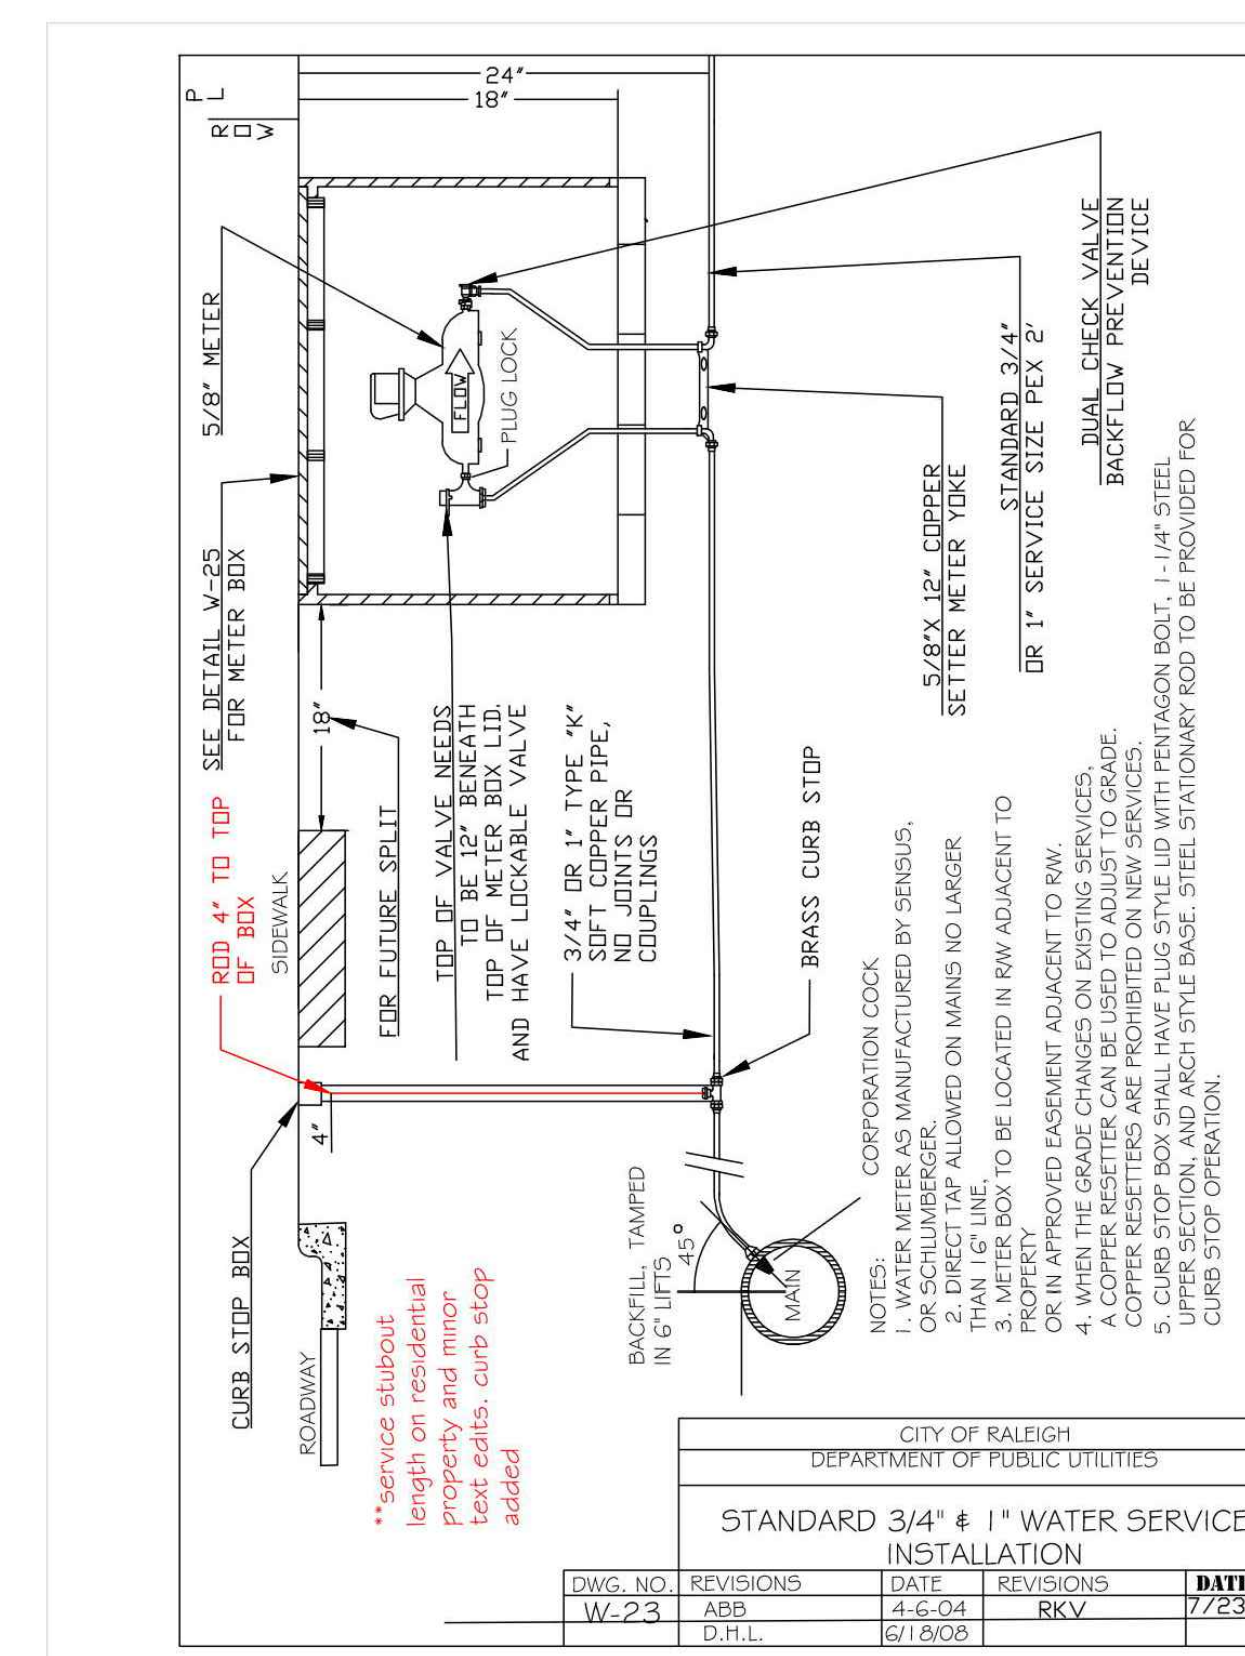 P
L
R
O
W
24"
18"
5/8" METER
SEE DETAIL W-25
FOR METER BOX
FLOW
PLUG LOCK
DUAL CHECK VALVE
BACKFLOW PREVENTION
DEVICE
STANDARD 3/4"
OR 1" SERVICE SIZE PEX 2'
5/8"X 12" COPPER
SETTER METER YOKE
18"
FOR FUTURE SPLIT
TOP OF VALVE NEEDS
TO BE 12" BENEATH
TOP OF METER BOX LID.
AND HAVE LOCKABLE VALVE
3/4" OR 1" TYPE "K"
SOFT COPPER PIPE,
NO JOINTS OR
COUPLINGS
BRASS CURB STOP
ROD 4" TO TOP
OF BOX
SIDEWALK
4"
CURB STOP BOX
ROADWAY
**service stubout
length on residential
property and minor
text edits. curb stop
added
BACKFILL, TAMPED
IN 6" LIFTS
45°
MAIN
CORPORATION COCK
NOTES:
1. WATER METER AS MANUFACTURED BY SENSUS,
OR SCHLUMBERGER.
2. DIRECT TAP ALLOWED ON MAINS NO LARGER
THAN 16" LINE,
3. METER BOX TO BE LOCATED IN R/W ADJACENT TO
PROPERTY
OR IN APPROVED EASEMENT ADJACENT TO R/W.
4. WHEN THE GRADE CHANGES ON EXISTING SERVICES,
A COPPER RESETTER CAN BE USED TO ADJUST TO GRADE.
COPPER RESETTERS ARE PROHIBITED ON NEW SERVICES.
5. CURB STOP BOX SHALL HAVE PLUG STYLE LID WITH PENTAGON BOLT, 1-1/4" STEEL
UPPER SECTION, AND ARCH STYLE BASE. STEEL STATIONARY ROD TO BE PROVIDED FOR
CURB STOP OPERATION.
CITY OF RALEIGH
DEPARTMENT OF PUBLIC UTILITIES
STANDARD 3/4" & 1" WATER SERVICE
INSTALLATION
DWG. NO. REVISIONS DATE REVISIONS
W-23 ABB 4-6-04 RKV 7/23
D.H.L. 6/18/08